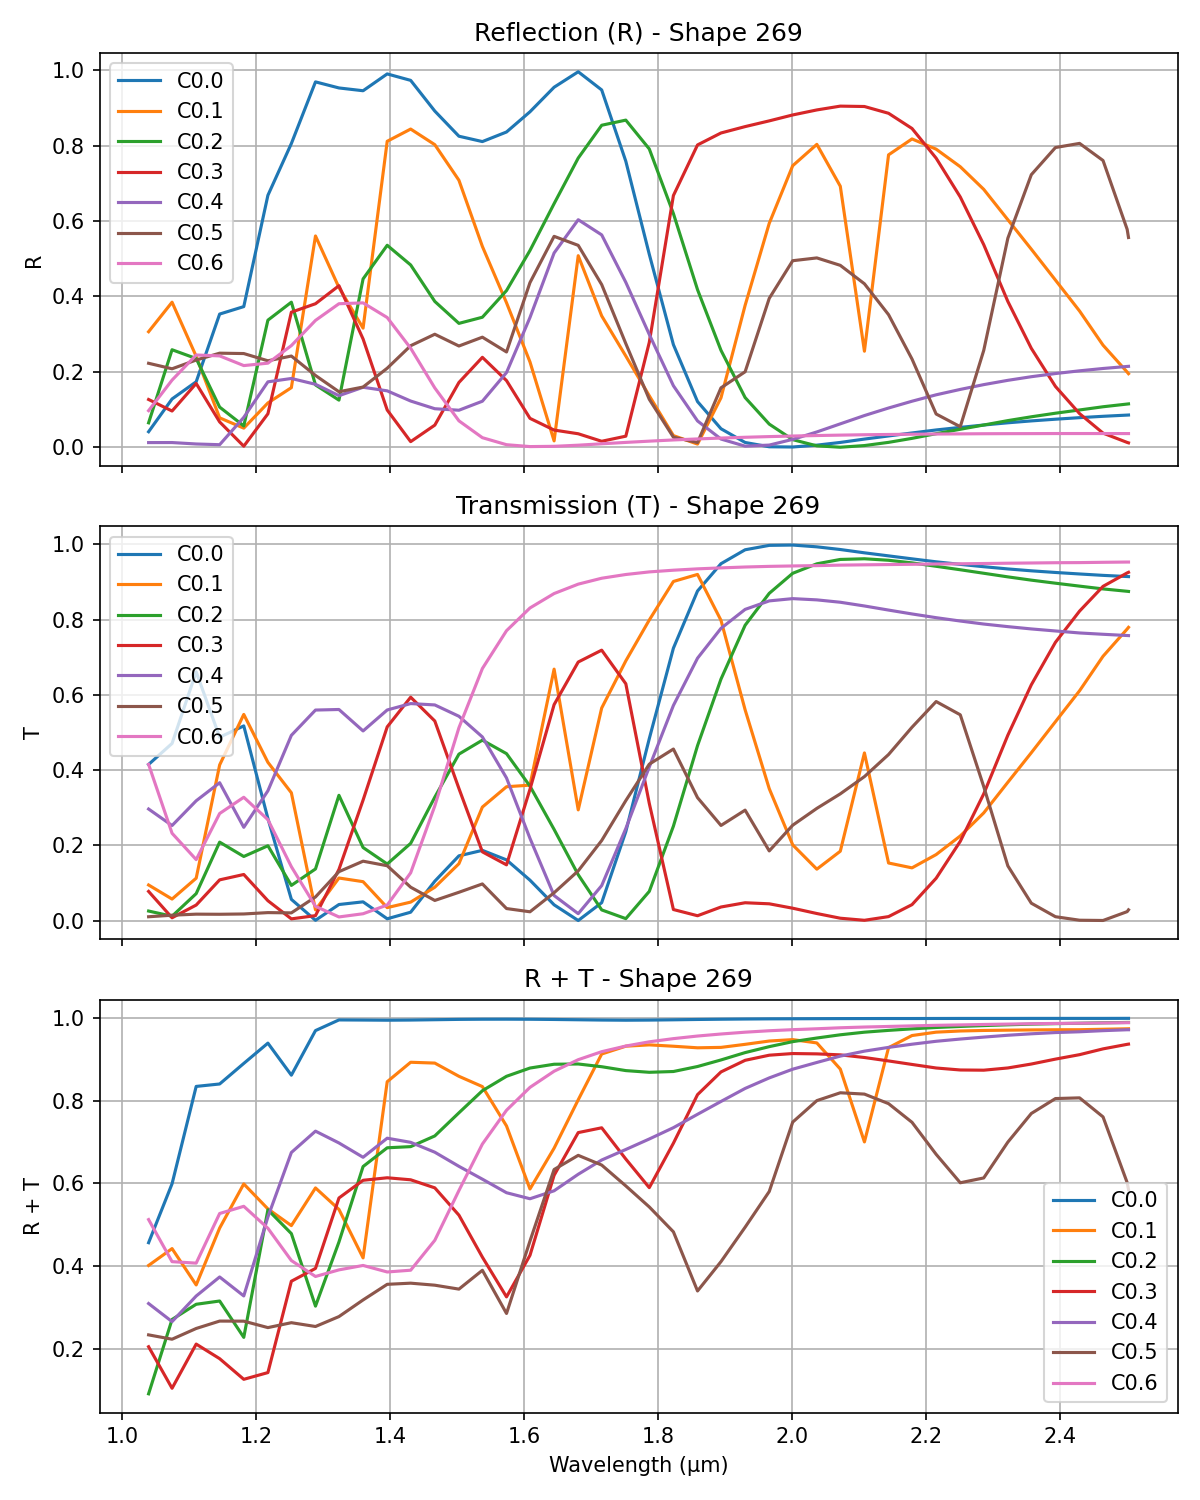 Reflection (R) - Shape 269
1.0
0.8
0.6
0.4
0.2
0.0
R
C0.0
C0.1
C0.2
C0.3
C0.4
C0.5
C0.6
Transmission (T) - Shape 269
1.0
0.8
0.6
0.4
0.2
0.0
T
C0.0
C0.1
C0.2
C0.3
C0.4
C0.5
C0.6
R + T - Shape 269
1.0
0.8
0.6
0.4
0.2
R + T
C0.0
C0.1
C0.2
C0.3
C0.4
C0.5
C0.6
1.0 1.2 1.4 1.6 1.8 2.0 2.2 2.4
Wavelength (μm)